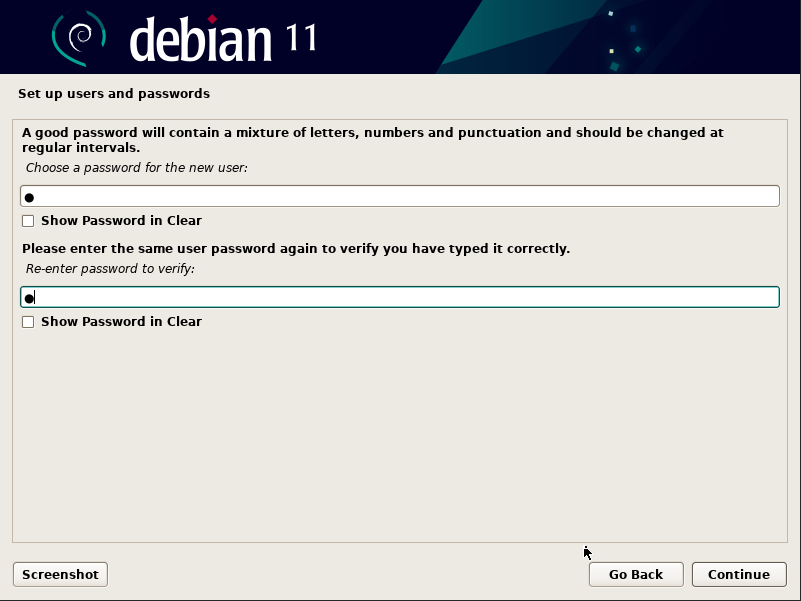 debian 11
Set up users and passwords
A good password will contain a mixture of letters, numbers and punctuation and should be changed at
regular intervals.
Choose a password for the new user:
●
Show Password in Clear
Please enter the same user password again to verify you have typed it correctly.
Re-enter password to verify:
●
Show Password in Clear
Screenshot
Go Back
Continue